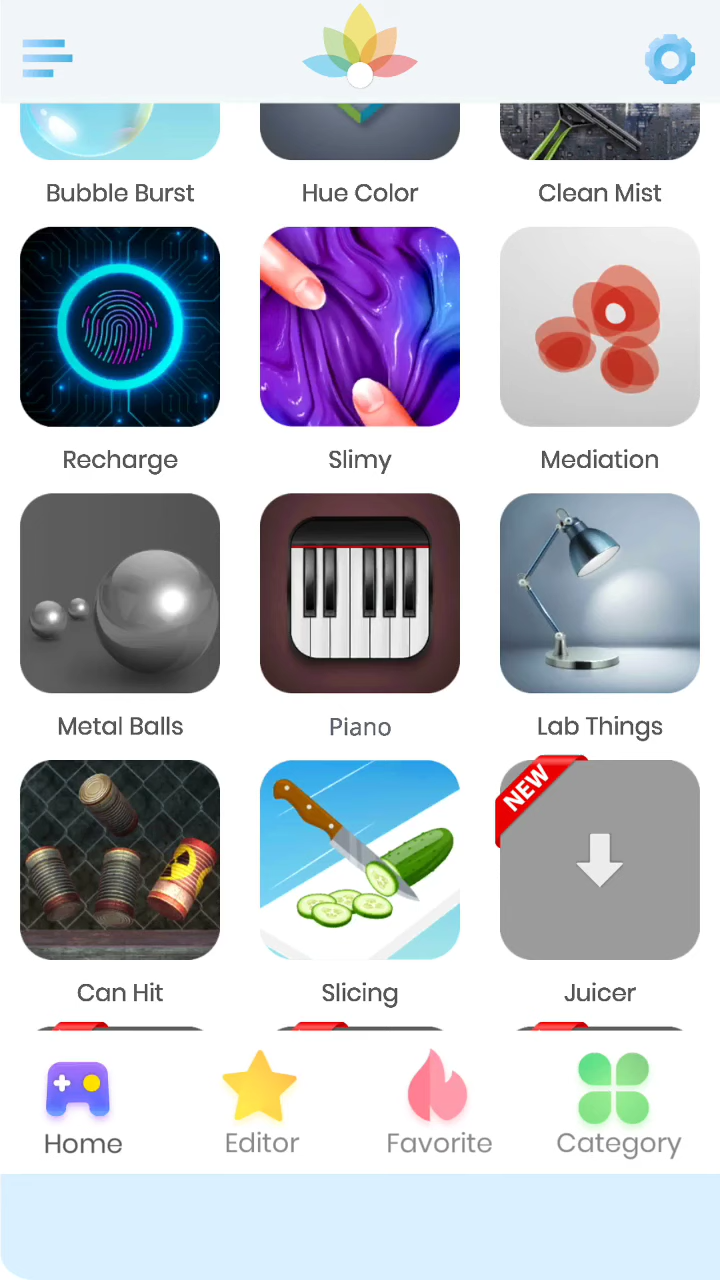 Bubble Burst
Hue Color
Clean Mist
Recharge
Slimy
Mediation
Metal Balls
Piano
Lab Things
NEW
Can Hit
Slicing
Juicer
Home
Editor
Favorite
Category